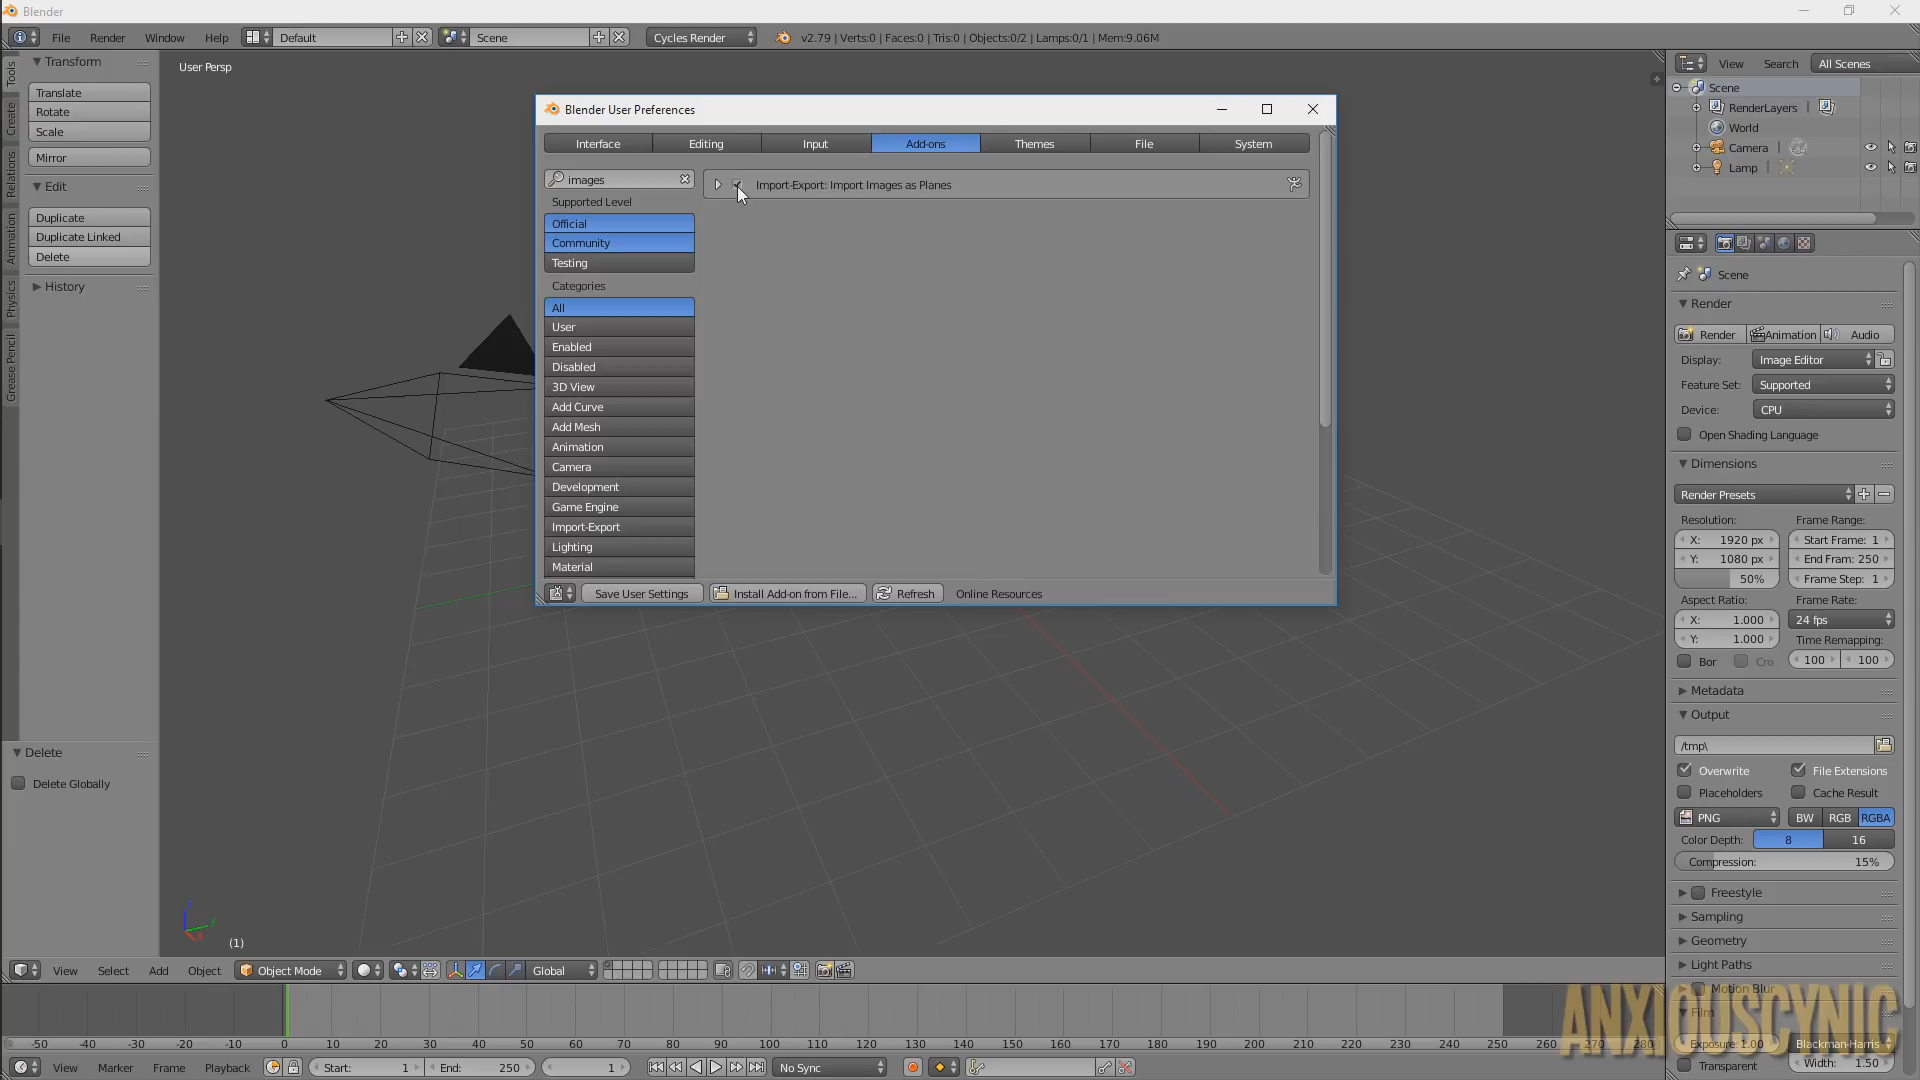 Blender
File Render Window Help Default Scene Cycles Render v2.79 | Verts:0 | Faces:0 | Tris:0 | Objects:0/2 | Lamps:0/1 | Mem:9.06M
Tools
Create
Relations
Animation
Physics
Grease Pencil
Transform
Translate
Rotate
Scale
Mirror
Edit
Duplicate
Duplicate Linked
Delete
History
Delete
Delete Globally
User Persp
(1)
Blender User Preferences
Interface Editing Input Add-ons Themes File System
images
Import-Export: Import Images as Planes
Supported Level
Official
Community
Testing
Categories
All
User
Enabled
Disabled
3D View
Add Curve
Add Mesh
Animation
Camera
Development
Game Engine
Import-Export
Lighting
Material
Save User Settings Install Add-on from File... Refresh Online Resources
View Search All Scenes
Scene
RenderLayers |
World
Camera |
Lamp |
Scene
Render
Render Animation Audio
Display: Image Editor
Feature Set: Supported
Device: CPU
Open Shading Language
Dimensions
Render Presets
Resolution: Frame Range:
X: 1920 px Start Frame: 1
Y: 1080 px End Fram: 250
50% Frame Step: 1
Aspect Ratio: Frame Rate:
X: 1.000 24 fps
Y: 1.000 Time Remapping:
Bor Cro 100 100
Metadata
Output
/tmp\
Overwrite File Extensions
Placeholders Cache Result
PNG BW RGB RGBA
Color Depth: 8 16
Compression: 15%
Freestyle
Sampling
Geometry
Light Paths
Motion Blur
Film
Exposure: 1.00 Blackman-Harris
Transparent Width: 1.50
ANXIOUSCYNIC
View Select Add Object Object Mode Global
-50 -40 -30 -20 -10 0 10 20 30 40 50 60 70 80 90 100 110 120 130 140 150 160 170 180 190 200 210 220 230 240 250 260 270 280
View Marker Frame Playback Start: 1 End: 250 1 No Sync